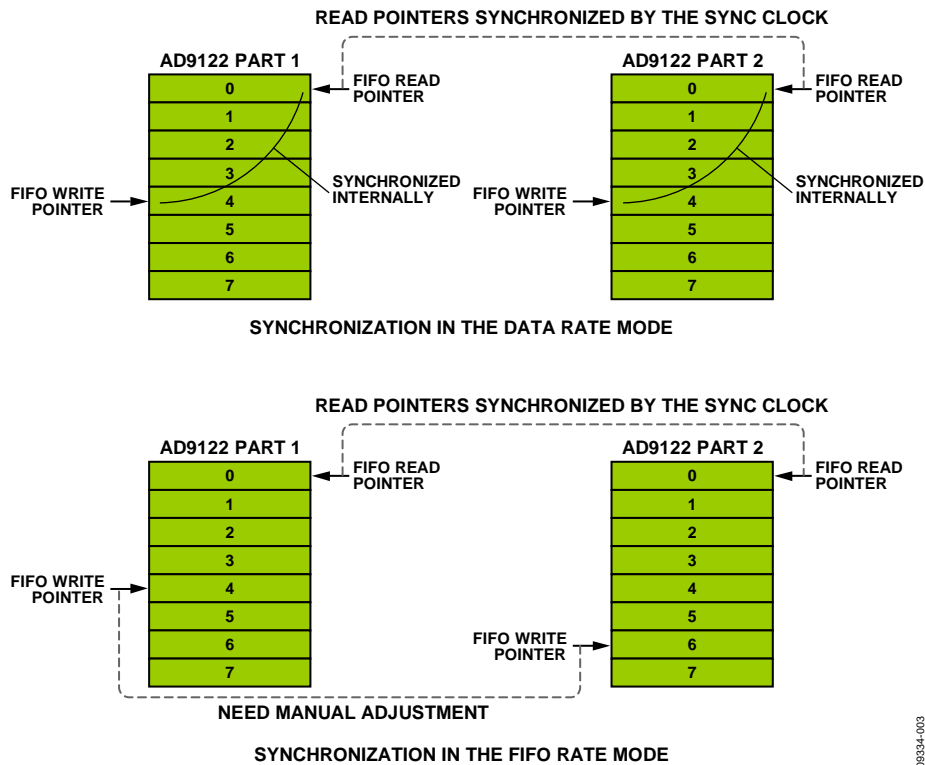 READ POINTERS SYNCHRONIZED BY THE SYNC CLOCK
AD9122 PART 1
AD9122 PART 2
0
1
2
3
4
5
6
7
FIFO READ
POINTER
FIFO WRITE
POINTER
SYNCHRONIZED
INTERNALLY
0
1
2
3
4
5
6
7
FIFO READ
POINTER
FIFO WRITE
POINTER
SYNCHRONIZED
INTERNALLY
SYNCHRONIZATION IN THE DATA RATE MODE
READ POINTERS SYNCHRONIZED BY THE SYNC CLOCK
AD9122 PART 1
AD9122 PART 2
0
1
2
3
4
5
6
7
FIFO READ
POINTER
FIFO WRITE
POINTER
0
1
2
3
4
5
6
7
FIFO READ
POINTER
FIFO WRITE
POINTER
NEED MANUAL ADJUSTMENT
SYNCHRONIZATION IN THE FIFO RATE MODE
09334-003